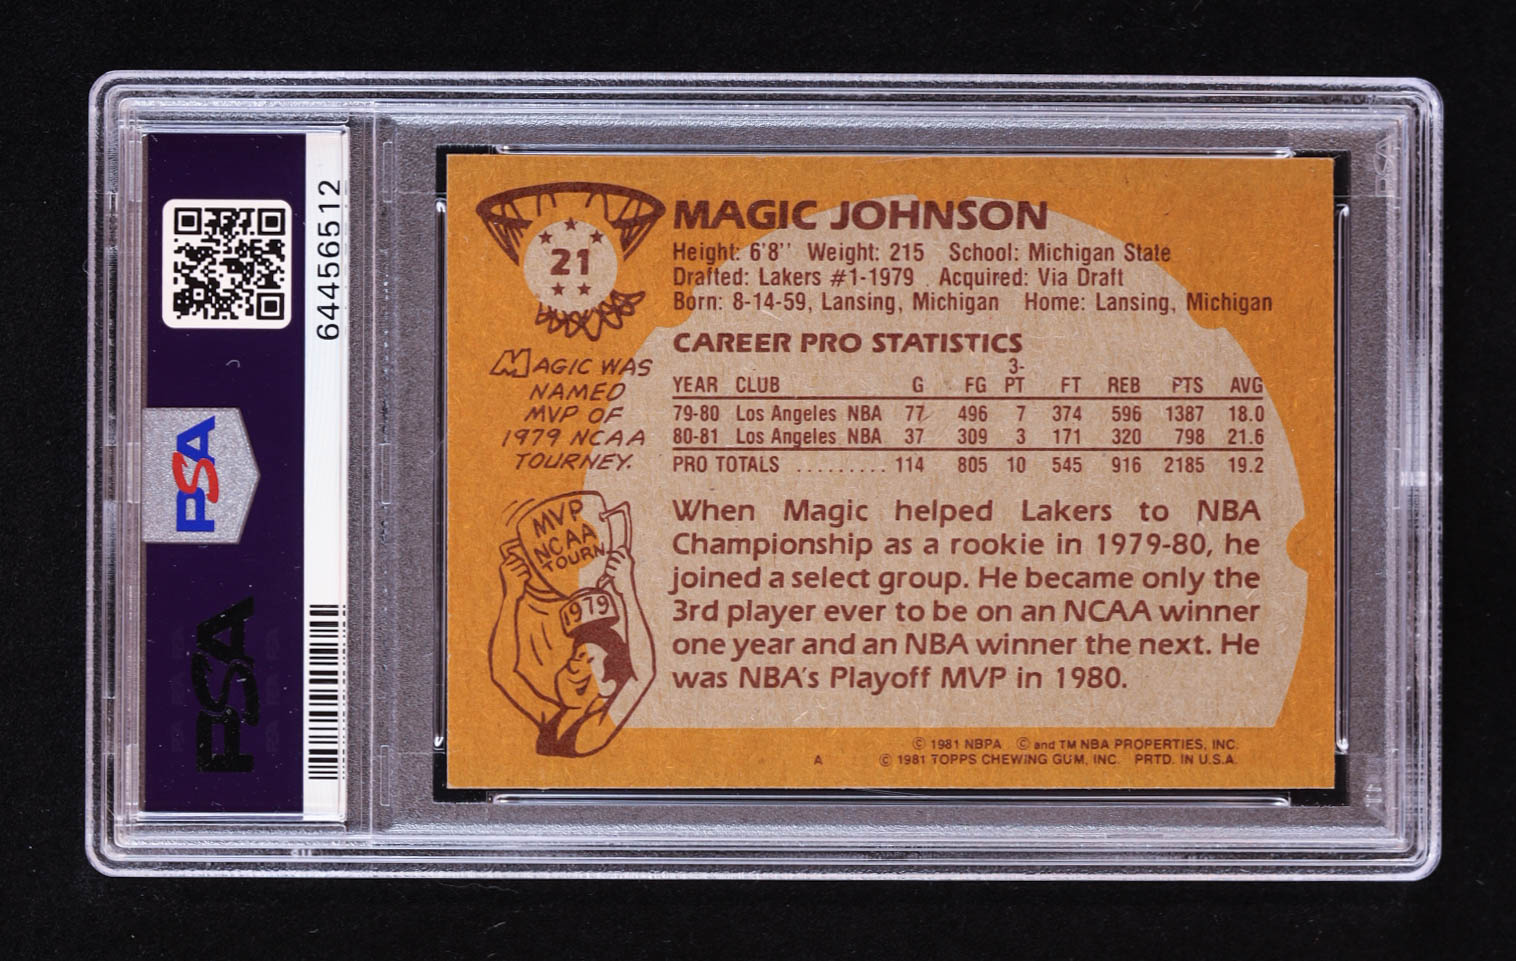 64456512
PSA
PSA
21
MAGIC JOHNSON
Height: 6'8'' Weight: 215 School: Michigan State
Drafted: Lakers #1-1979 Acquired: Via Draft
Born: 8-14-59, Lansing, Michigan Home: Lansing, Michigan
MAGIC WAS
NAMED
MVP OF
1979 NCAA
TOURNEY.
MVP
NCAA
TOURN
1979
CAREER PRO STATISTICS
YEAR CLUB G FG 3-PT FT REB PTS AVG
79-80 Los Angeles NBA 77 496 7 374 596 1387 18.0
80-81 Los Angeles NBA 37 309 3 171 320 798 21.6
PRO TOTALS ......... 114 805 10 545 916 2185 19.2
When Magic helped Lakers to NBA
Championship as a rookie in 1979-80, he
joined a select group. He became only the
3rd player ever to be on an NCAA winner
one year and an NBA winner the next. He
was NBA's Playoff MVP in 1980.
© 1981 NBPA © and TM NBA PROPERTIES, INC.
A © 1981 TOPPS CHEWING GUM, INC. PRTD. IN U.S.A.